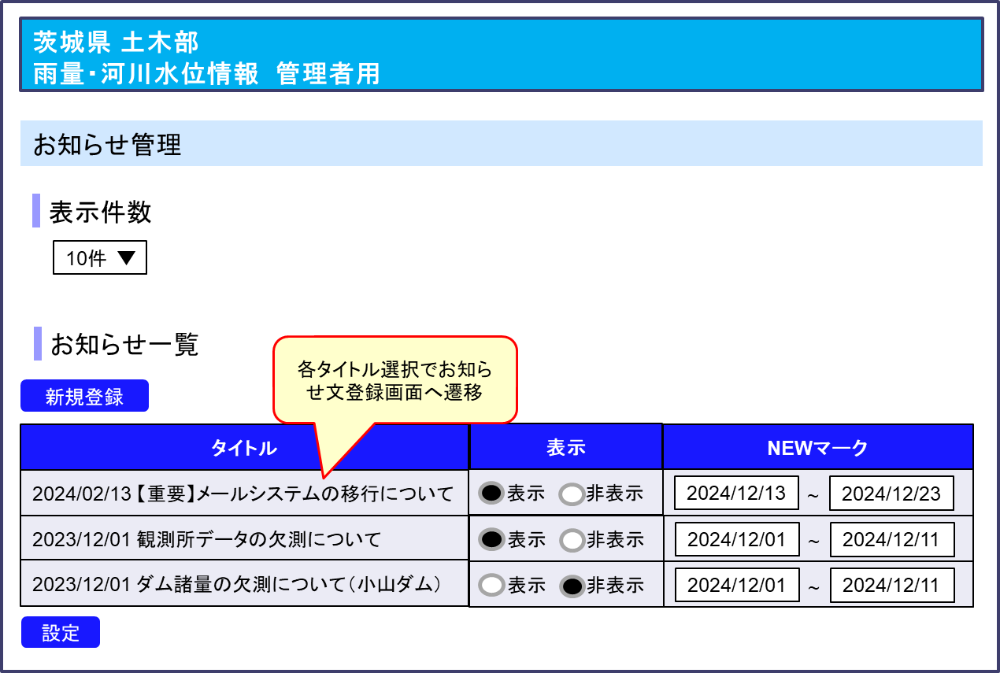 茨城県 土木部
雨量・河川水位情報　管理者用
お知らせ管理
表示件数
10件 ▼
お知らせ一覧
各タイトル選択でお知ら
せ文登録画面へ遷移
新規登録
タイトル 表示 NEWマーク
2024/02/13【重要】メールシステムの移行について 表示 非表示 2024/12/13 ~ 2024/12/23
2023/12/01 観測所データの欠測について 表示 非表示 2024/12/01 ~ 2024/12/11
2023/12/01 ダム諸量の欠測について（小山ダム） 表示 非表示 2024/12/01 ~ 2024/12/11
設定